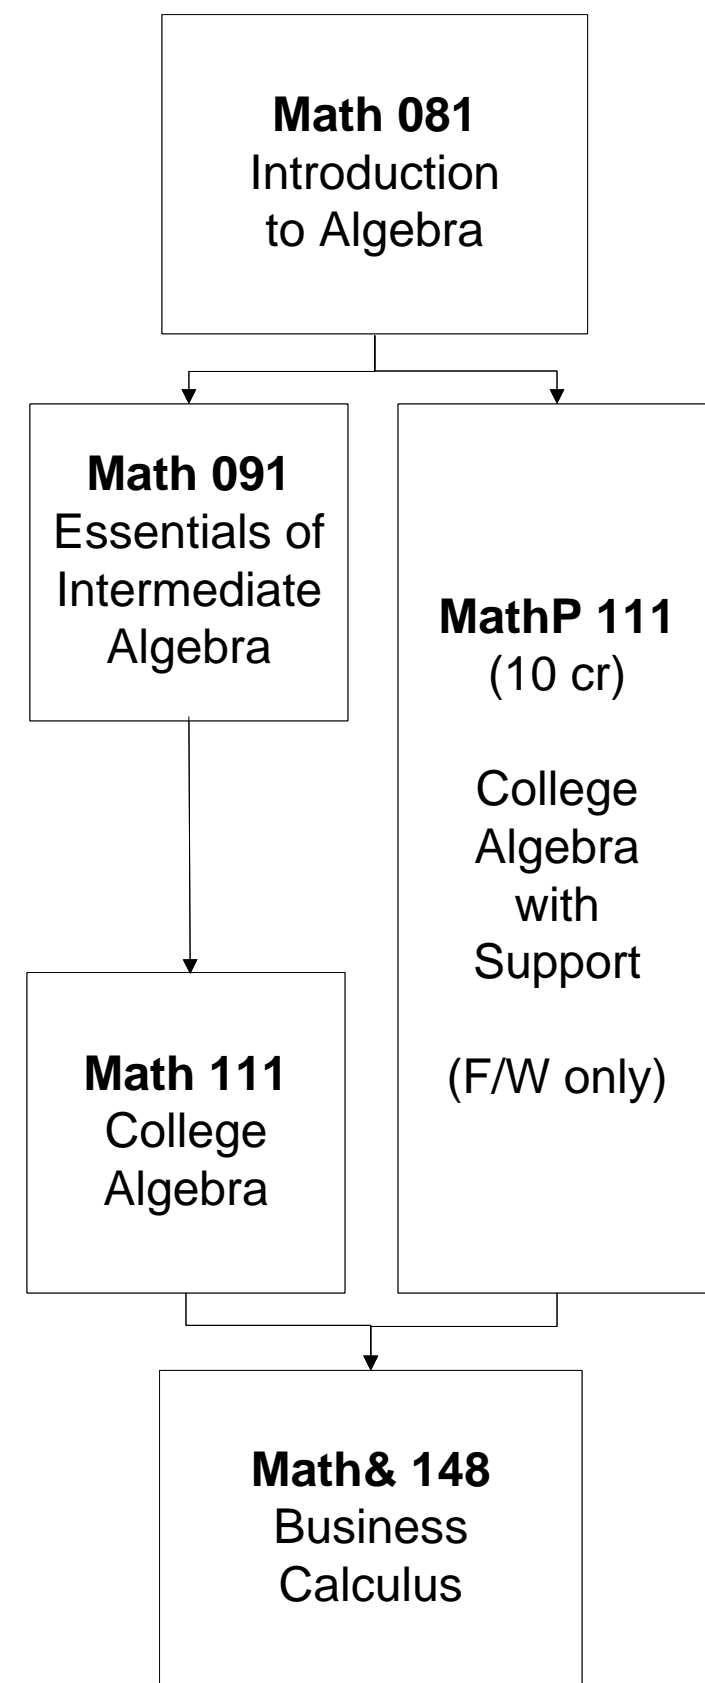 Math 081
Introduction
to Algebra
Math 091
Essentials of
Intermediate
Algebra
MathP 111
(10 cr)
College
Algebra
with
Support
(F/W only)
Math 111
College
Algebra
Math& 148
Business
Calculus